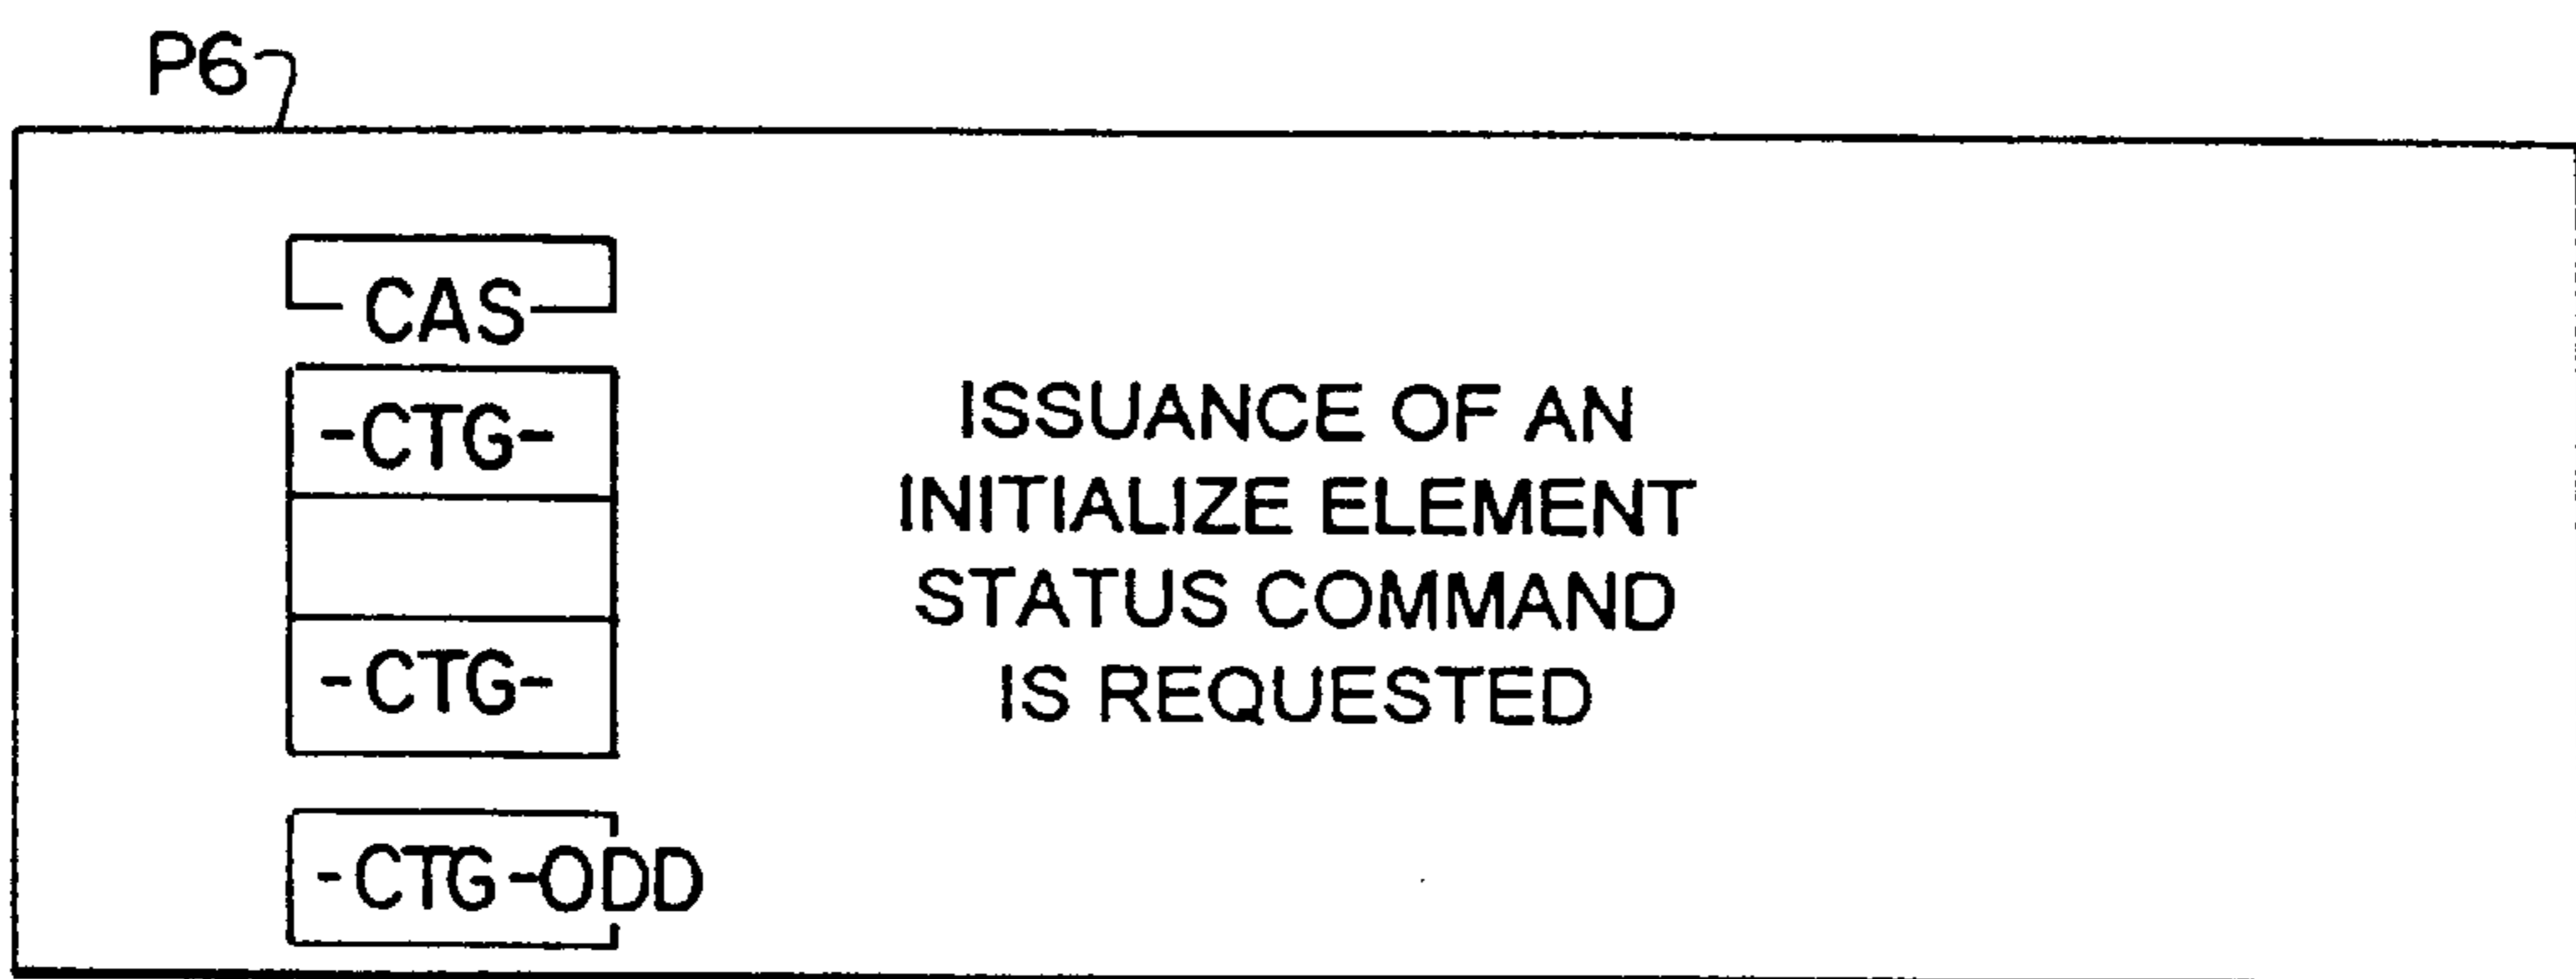 P6
CAS
-CTG-
-CTG-
-CTG-ODD
ISSUANCE OF AN
INITIALIZE ELEMENT
STATUS COMMAND
IS REQUESTED